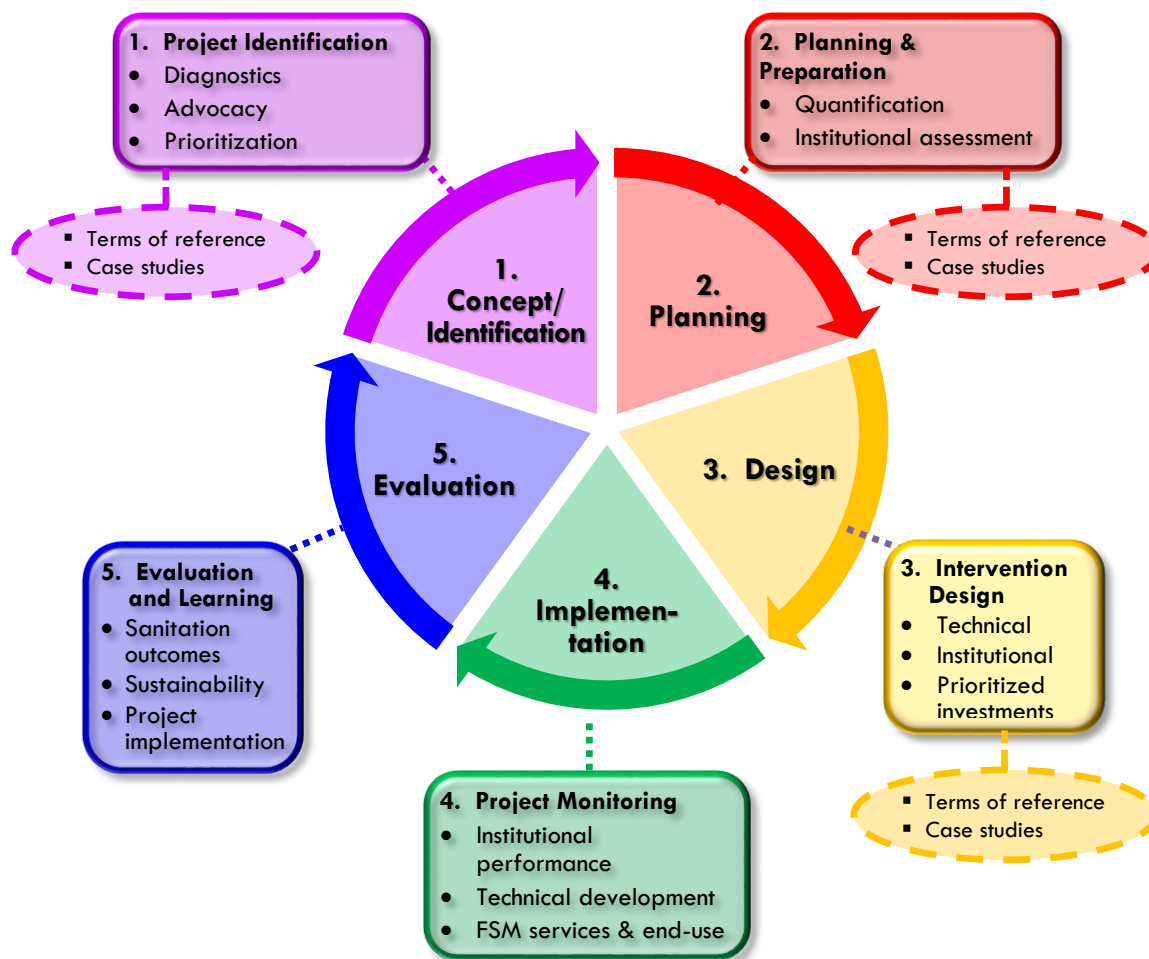 1. Project Identification
• Diagnostics
• Advocacy
• Prioritization
▪ Terms of reference
▪ Case studies
2. Planning &
Preparation
• Quantification
• Institutional assessment
▪ Terms of reference
▪ Case studies
1.
Concept/
Identification
2.
Planning
3. Design
4.
Implemen-
tation
5.
Evaluation
3. Intervention
Design
• Technical
• Institutional
• Prioritized
investments
▪ Terms of reference
▪ Case studies
4. Project Monitoring
• Institutional
performance
• Technical development
• FSM services & end-use
5. Evaluation
and Learning
• Sanitation
outcomes
• Sustainability
• Project
implementation